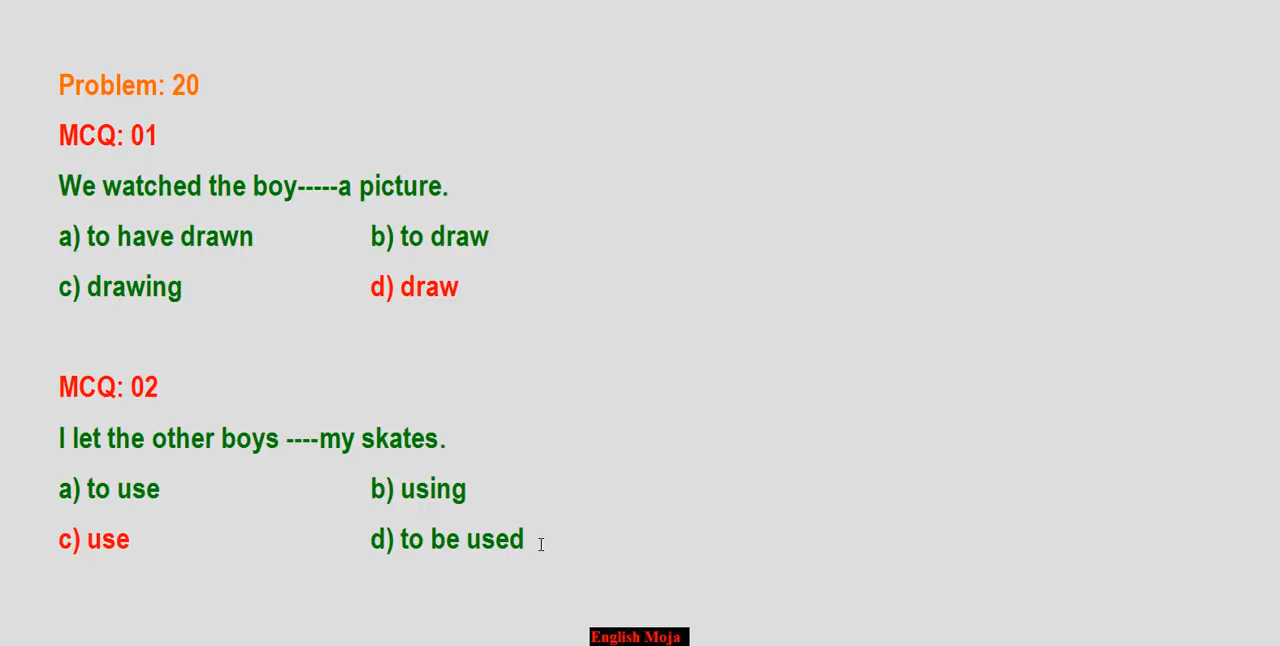 Problem: 20
MCQ: 01
We watched the boy-----a picture.
a) to have drawn b) to draw
c) drawing d) draw
MCQ: 02
I let the other boys ----my skates.
a) to use b) using
c) use d) to be used
English Moja